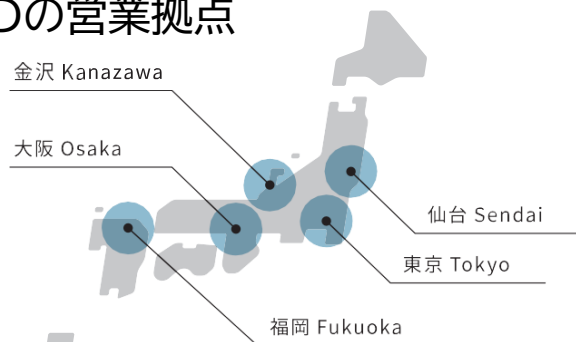 Dの営業拠点
金沢 Kanazawa
大阪 Osaka
仙台 Sendai
東京 Tokyo
福岡 Fukuoka